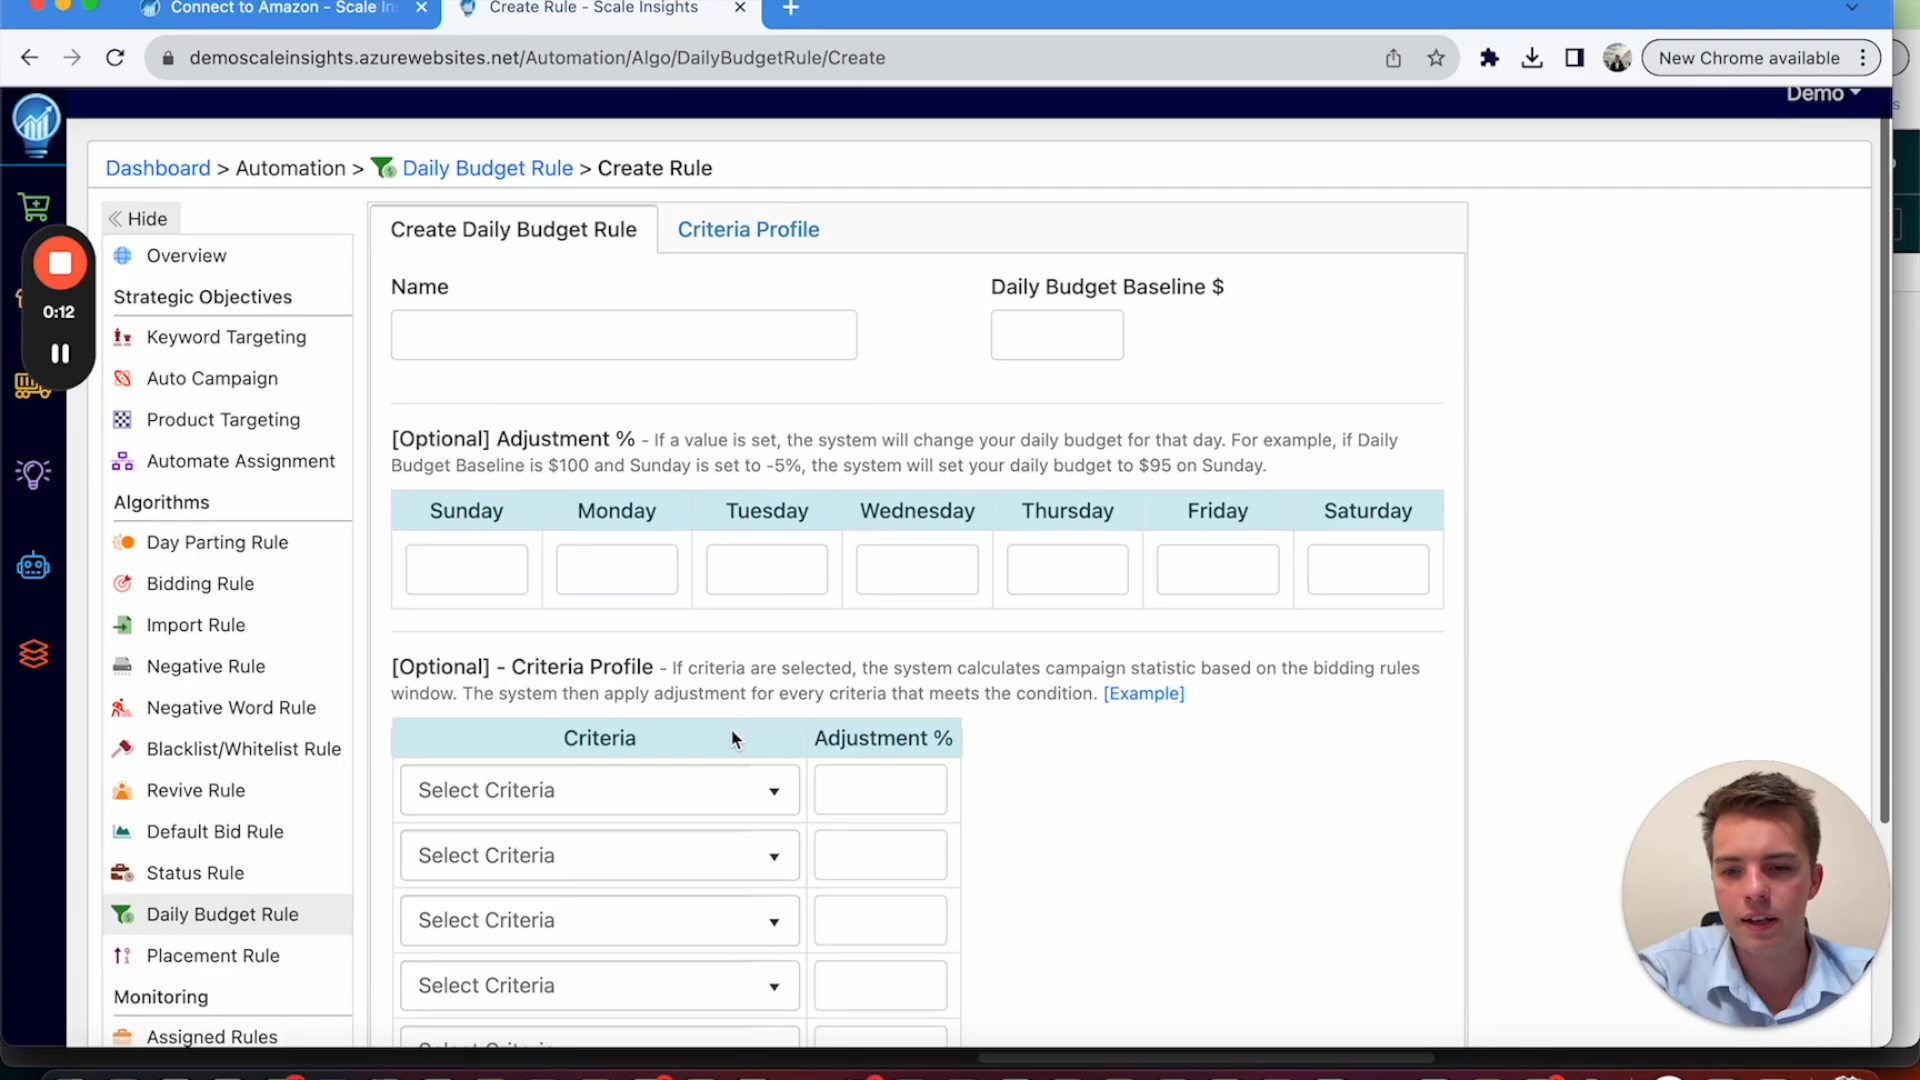 Connect to Amazon - Scale In
Create Rule - Scale Insights
demoscaleinsights.azurewebsites.net/Automation/Algo/DailyBudgetRule/Create
New Chrome available
Demo
Dashboard > Automation > Daily Budget Rule > Create Rule
Hide
Overview
Strategic Objectives
Keyword Targeting
Auto Campaign
Product Targeting
Automate Assignment
Algorithms
Day Parting Rule
Bidding Rule
Import Rule
Negative Rule
Negative Word Rule
Blacklist/Whitelist Rule
Revive Rule
Default Bid Rule
Status Rule
Daily Budget Rule
Placement Rule
Monitoring
Assigned Rules
0:12
Create Daily Budget Rule
Criteria Profile
Name
Daily Budget Baseline $
[Optional] Adjustment % - If a value is set, the system will change your daily budget for that day. For example, if Daily
Budget Baseline is $100 and Sunday is set to -5%, the system will set your daily budget to $95 on Sunday.
Sunday Monday Tuesday Wednesday Thursday Friday Saturday
[Optional] - Criteria Profile - If criteria are selected, the system calculates campaign statistic based on the bidding rules
window. The system then apply adjustment for every criteria that meets the condition. [Example]
Criteria Adjustment %
Select Criteria
Select Criteria
Select Criteria
Select Criteria